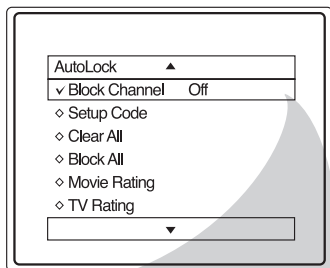 AutoLock ▲
✓ Block Channel Off
◇ Setup Code
◇ Clear All
◇ Block All
◇ Movie Rating
◇ TV Rating
▼